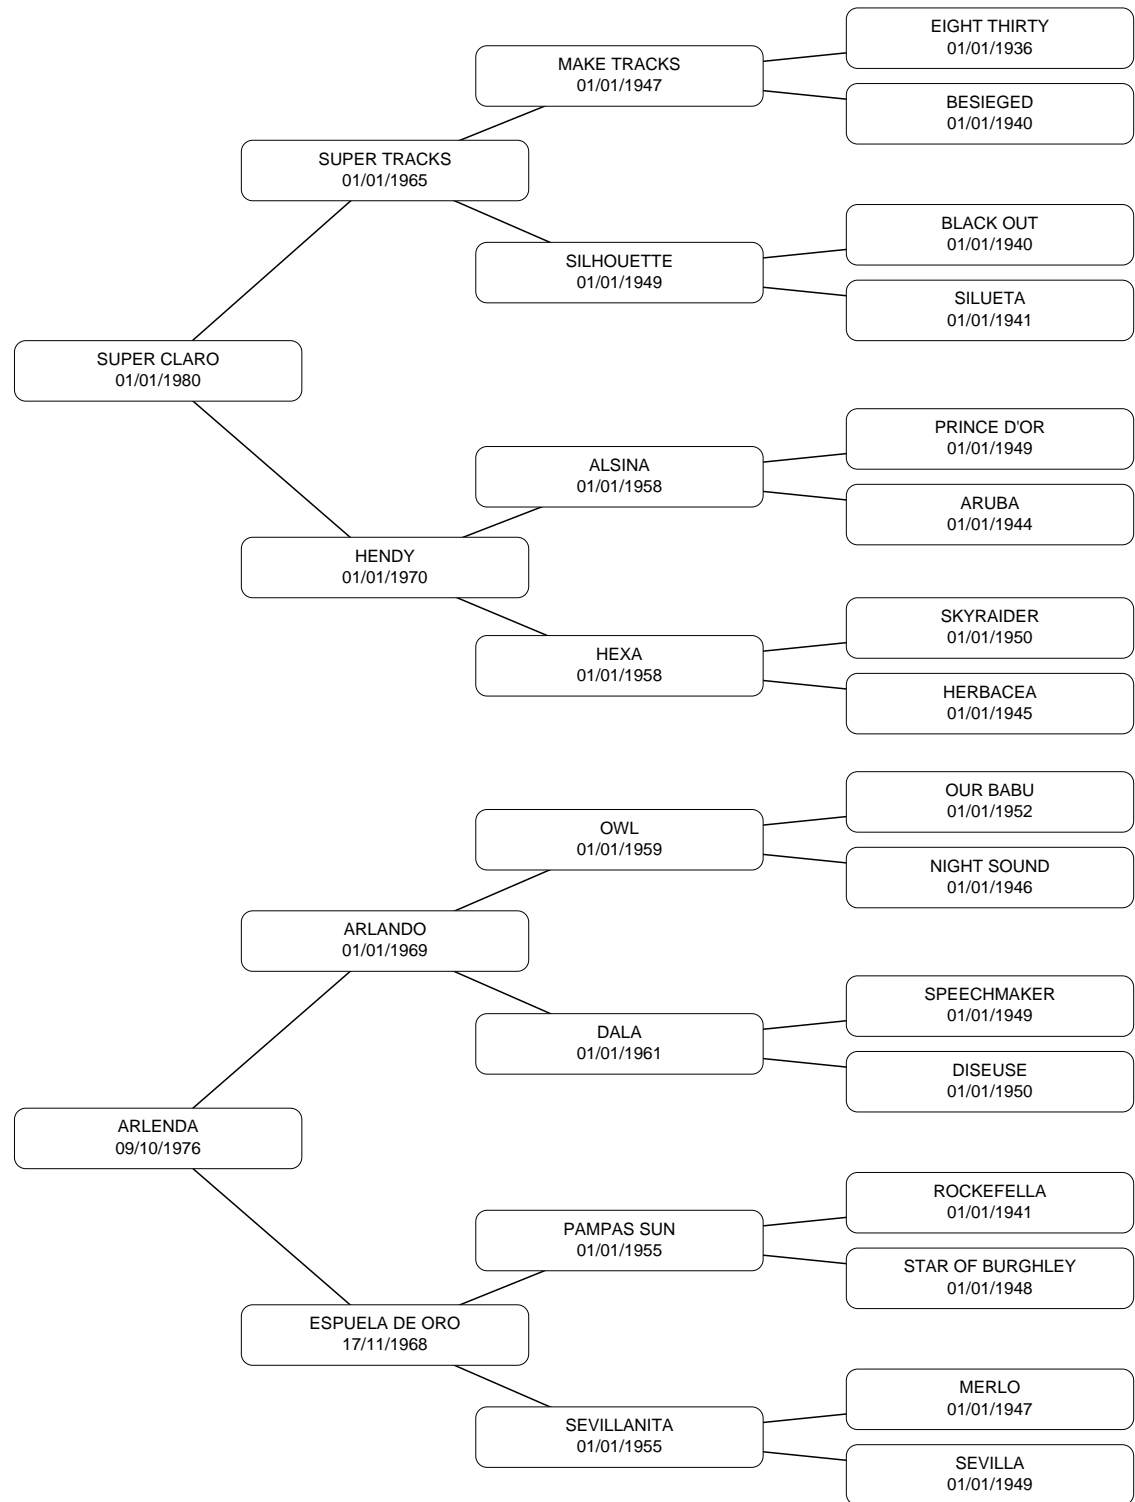 EIGHT THIRTY
01/01/1936
MAKE TRACKS
01/01/1947
BESIEGED
01/01/1940
SUPER TRACKS
01/01/1965
BLACK OUT
01/01/1940
SILHOUETTE
01/01/1949
SILUETA
01/01/1941
SUPER CLARO
01/01/1980
PRINCE D'OR
01/01/1949
ALSINA
01/01/1958
ARUBA
01/01/1944
HENDY
01/01/1970
SKYRAIDER
01/01/1950
HEXA
01/01/1958
HERBACEA
01/01/1945
OUR BABU
01/01/1952
OWL
01/01/1959
NIGHT SOUND
01/01/1946
ARLANDO
01/01/1969
SPEECHMAKER
01/01/1949
DALA
01/01/1961
DISEUSE
01/01/1950
ARLENDA
09/10/1976
ROCKEFELLA
01/01/1941
PAMPAS SUN
01/01/1955
STAR OF BURGHLEY
01/01/1948
ESPUELA DE ORO
17/11/1968
MERLO
01/01/1947
SEVILLANITA
01/01/1955
SEVILLA
01/01/1949